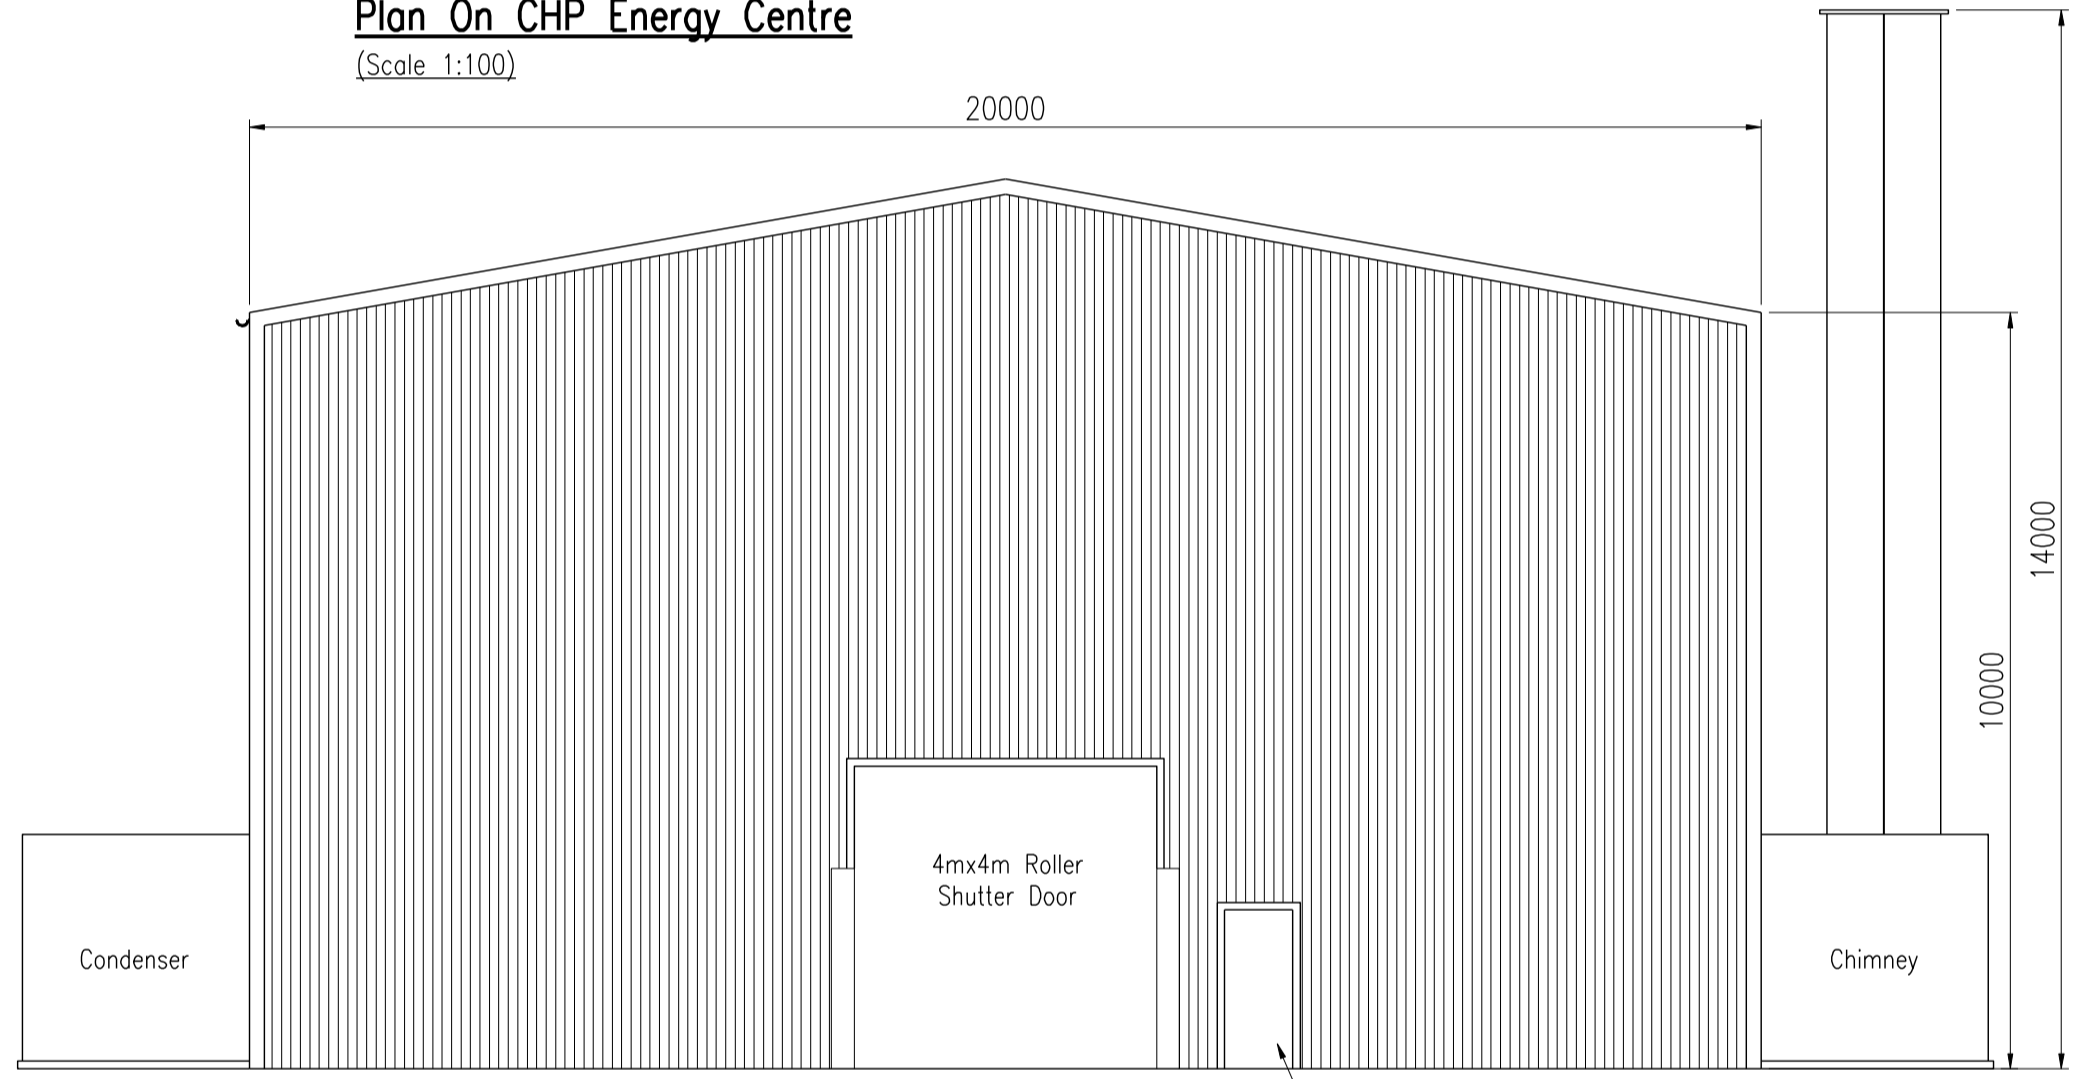 Plan On CHP Energy Centre
(Scale 1:100)
20000
14000
10000
4mx4m Roller
Shutter Door
Condenser
Chimney